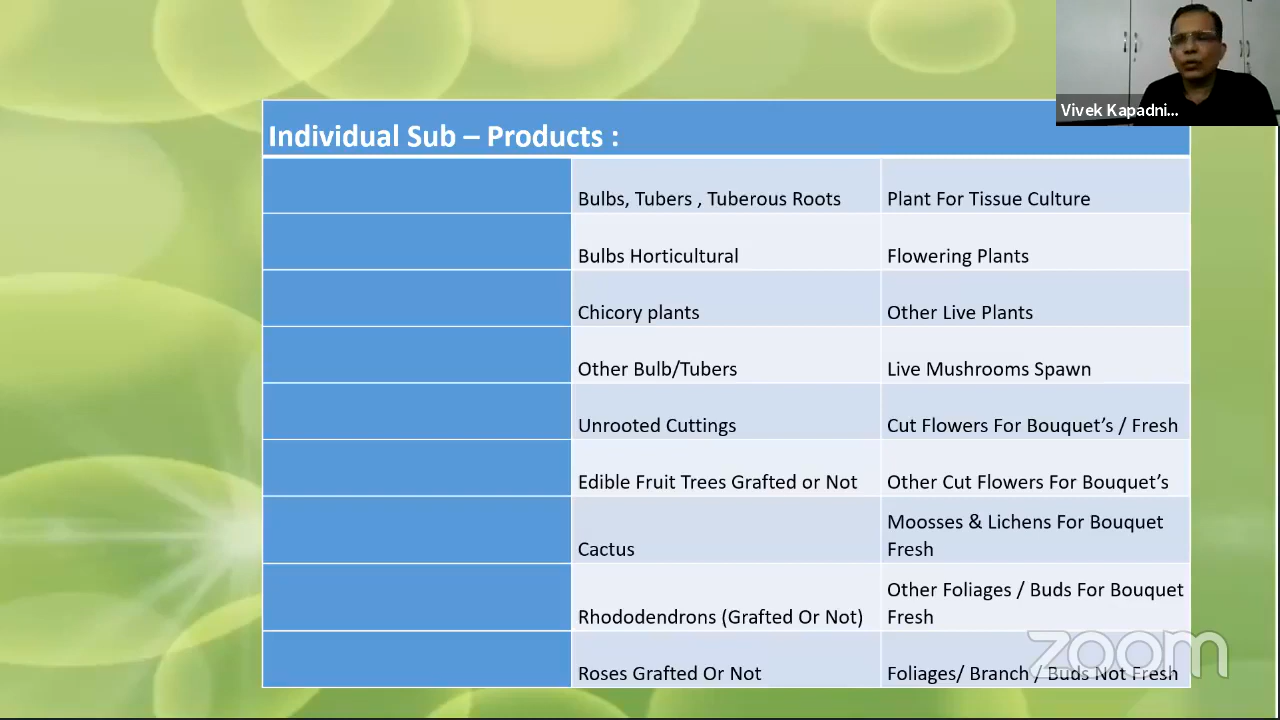 Vivek Kapadni...
Individual Sub – Products :
Bulbs, Tubers , Tuberous Roots
Plant For Tissue Culture
Bulbs Horticultural
Flowering Plants
Chicory plants
Other Live Plants
Other Bulb/Tubers
Live Mushrooms Spawn
Unrooted Cuttings
Cut Flowers For Bouquet’s / Fresh
Edible Fruit Trees Grafted or Not
Other Cut Flowers For Bouquet’s
Cactus
Moosses & Lichens For Bouquet
Fresh
Rhododendrons (Grafted Or Not)
Other Foliages / Buds For Bouquet
Fresh
Roses Grafted Or Not
Foliages/ Branch / Buds Not Fresh
zoom